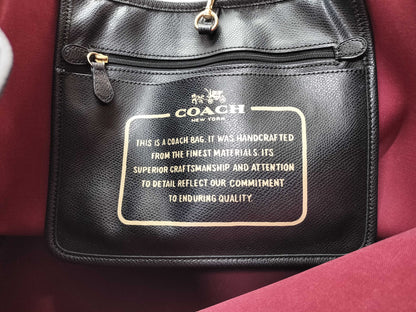 COACH
NEW YORK
THIS IS A COACH BAG. IT WAS HANDCRAFTED
FROM THE FINEST MATERIALS. ITS
SUPERIOR CRAFTSMANSHIP AND ATTENTION
TO DETAIL REFLECT OUR COMMITMENT
TO ENDURING QUALITY.